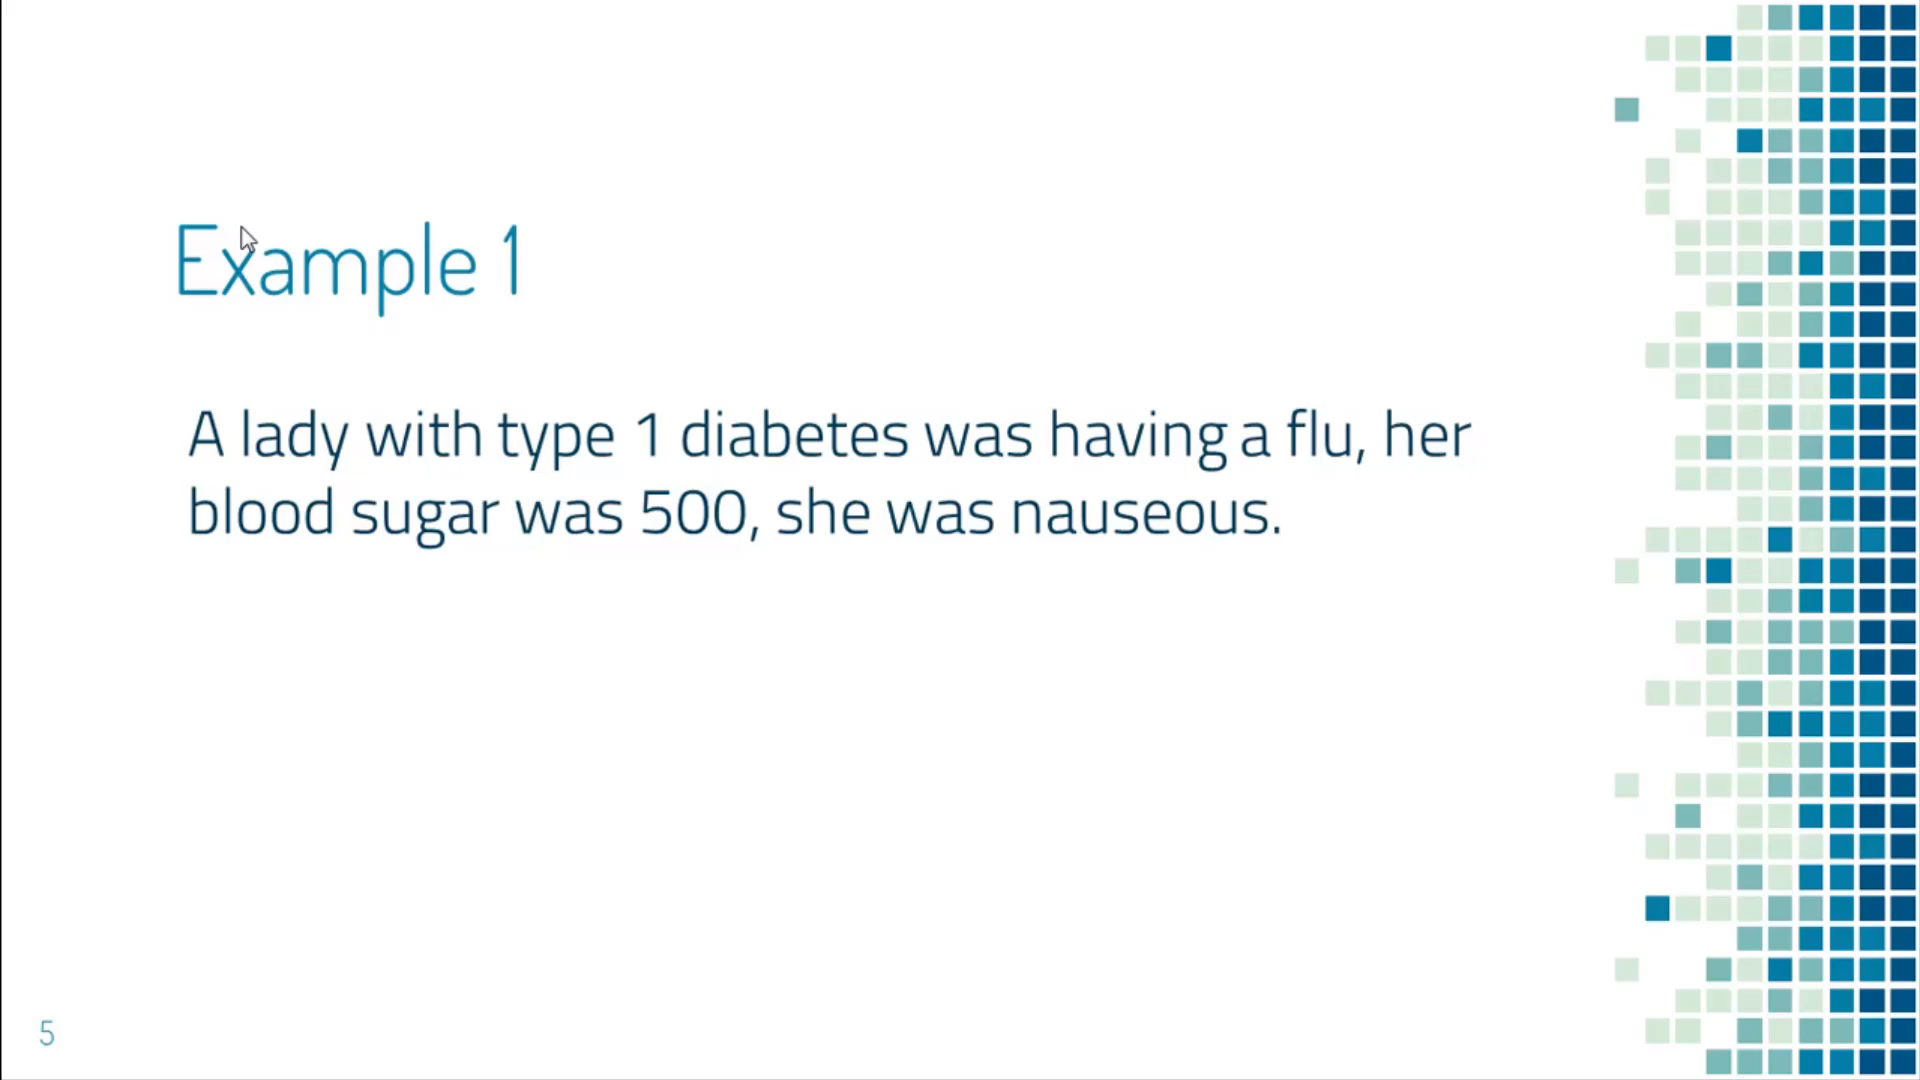 Example 1
A lady with type 1 diabetes was having a flu, her
blood sugar was 500, she was nauseous.
5